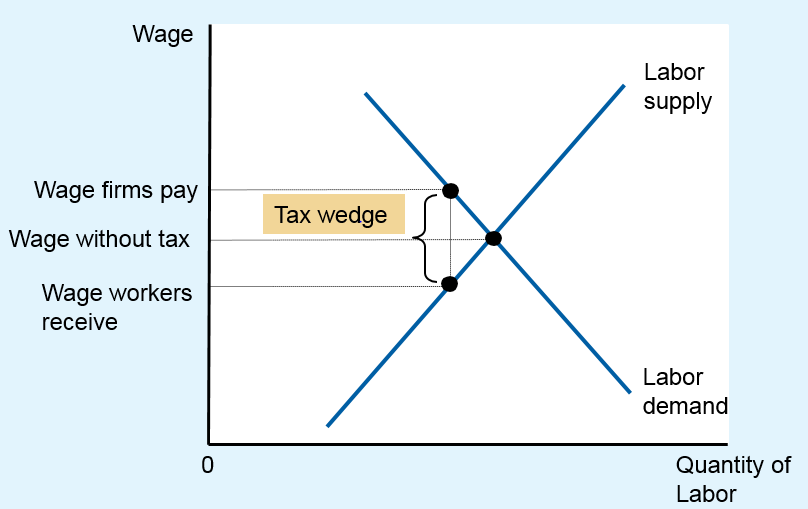 Wage
Labor
supply
Wage firms pay
Tax wedge
Wage without tax
Wage workers
receive
Labor
demand
0
Quantity of
Labor